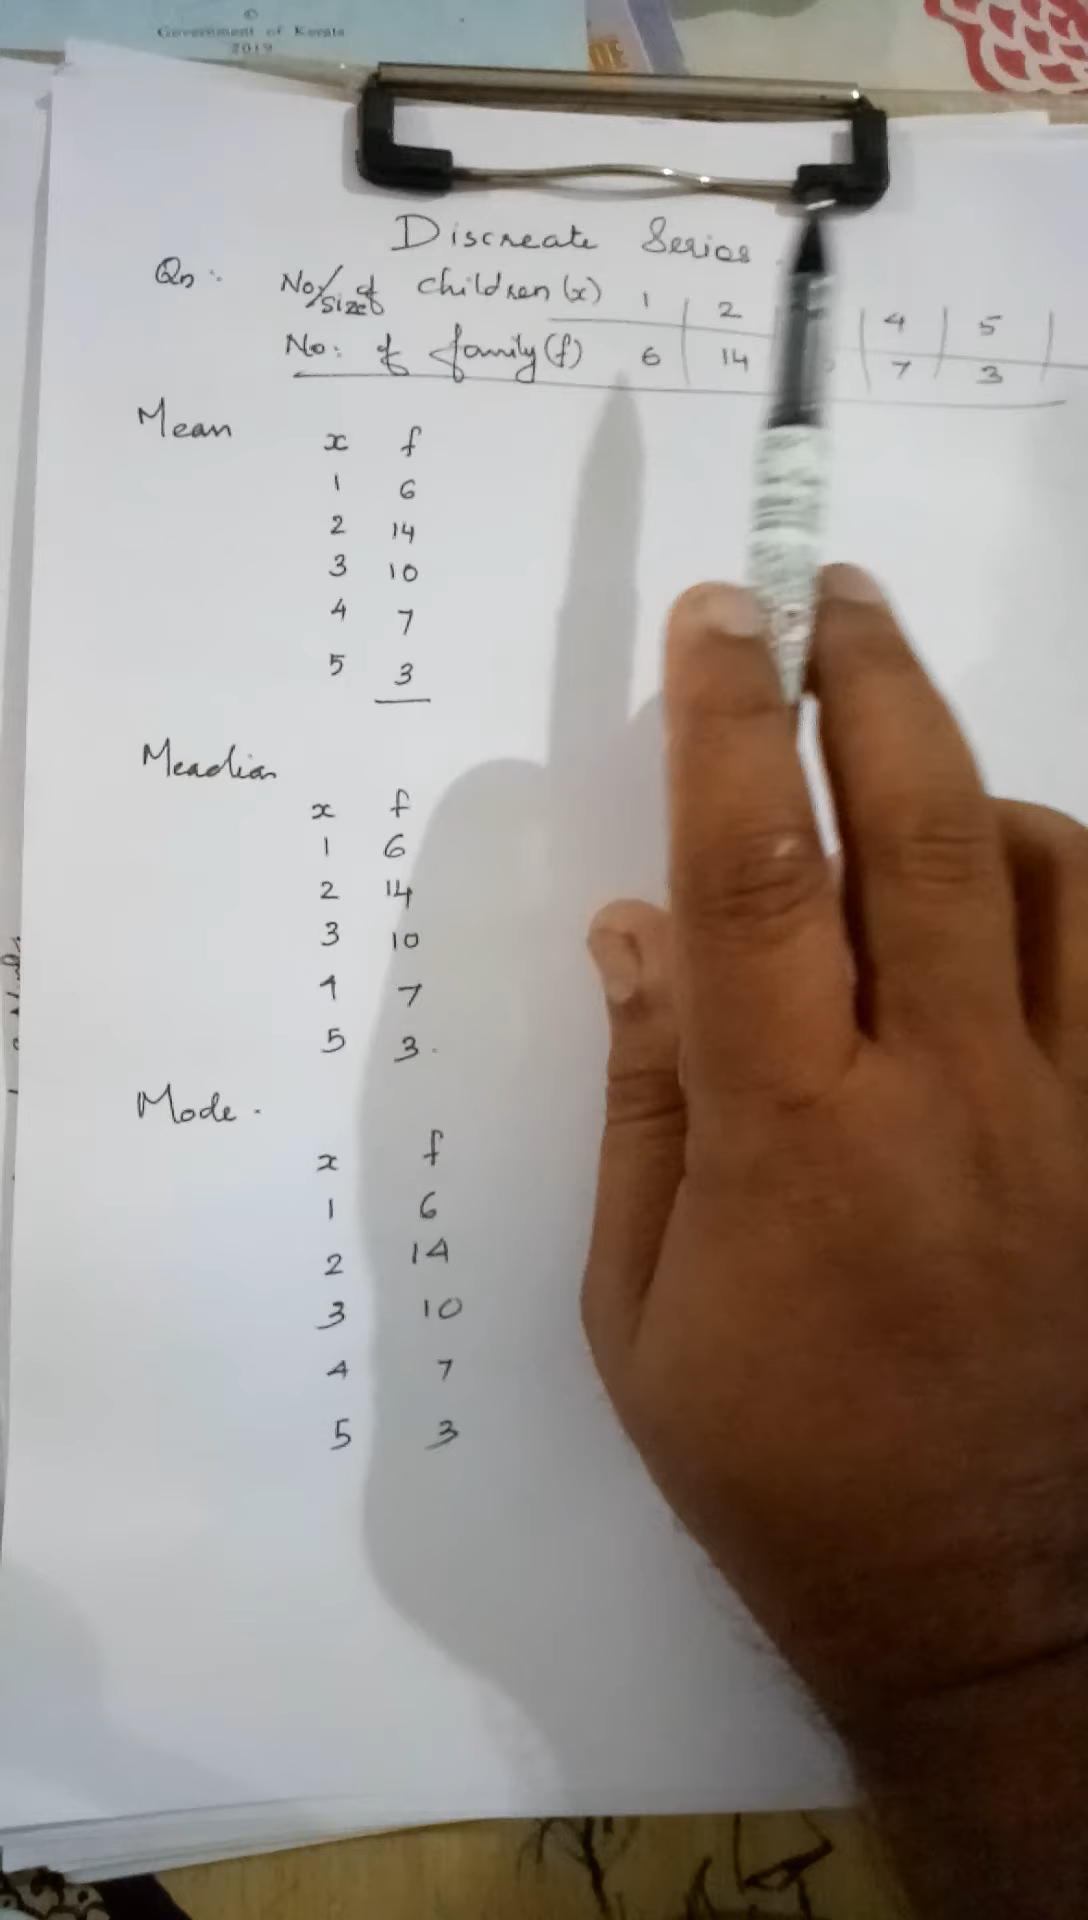 ©
Government of Kerala
2019
DE
Discreate Series
Qn: No/Size of children (x) 1 2 4 5
No: of family (f) 6 14 7 3
Mean
x f
1 6
2 14
3 10
4 7
5 3
Meadian
x f
1 6
2 14
3 10
4 7
5 3.
Mode.
x f
1 6
2 14
3 10
4 7
5 3